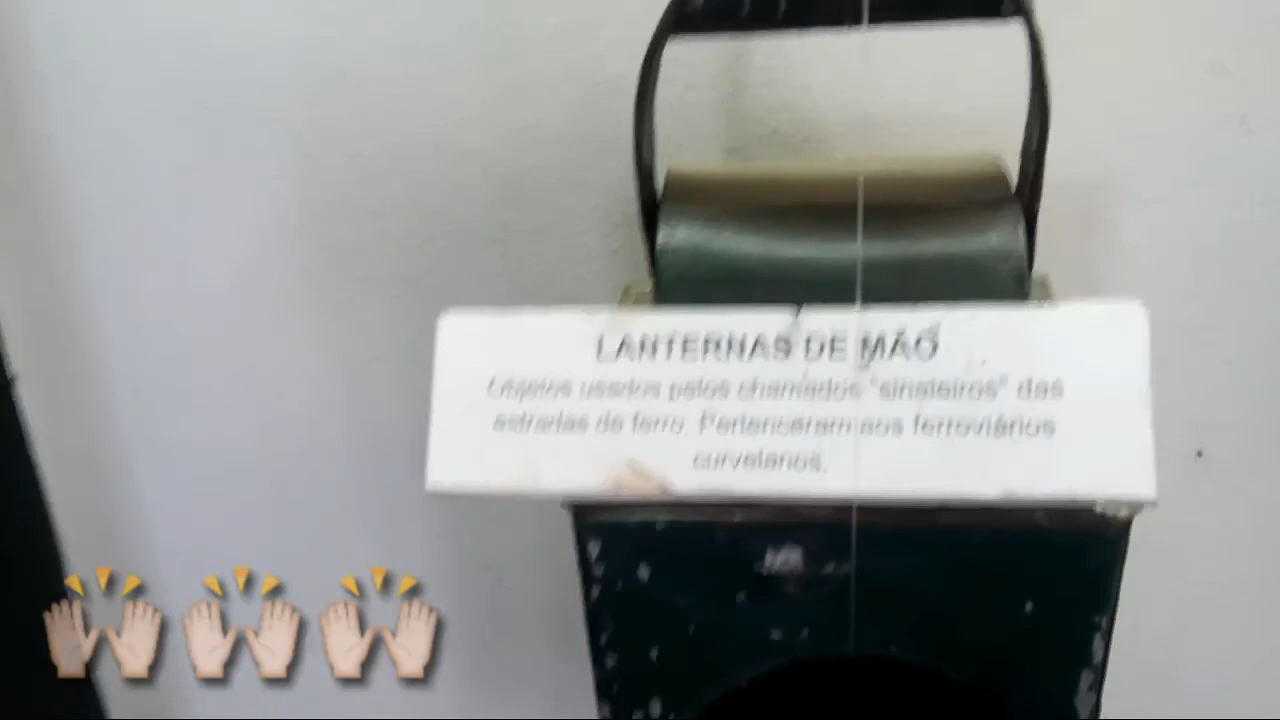 LANTERNAS DE MÃO
Objetos usados pelos chamados "sinaleiros" das
estradas de ferro. Pertenceram aos ferroviários
curvelanos.